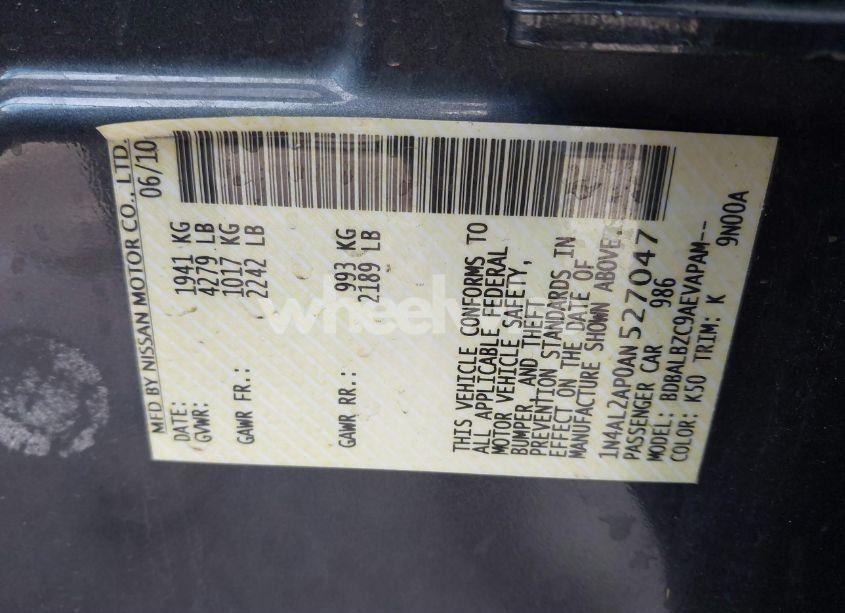 MFD BY NISSAN MOTOR CO., LTD.
DATE: 06/10
GVWR: 1941 KG
4279 LB
GAWR FR.: 1017 KG
2242 LB
GAWR RR.: 993 KG
2189 LB
THIS VEHICLE CONFORMS TO
ALL APPLICABLE FEDERAL
MOTOR VEHICLE SAFETY,
BUMPER, AND THEFT
PREVENTION STANDARDS IN
EFFECT ON THE DATE OF
MANUFACTURE SHOWN ABOVE
1N4AL2AP0AN527047
PASSENGER CAR 986
MODEL: BDBALBZC9AEVAPAM--
COLOR: K50 TRIM: K 9N00A